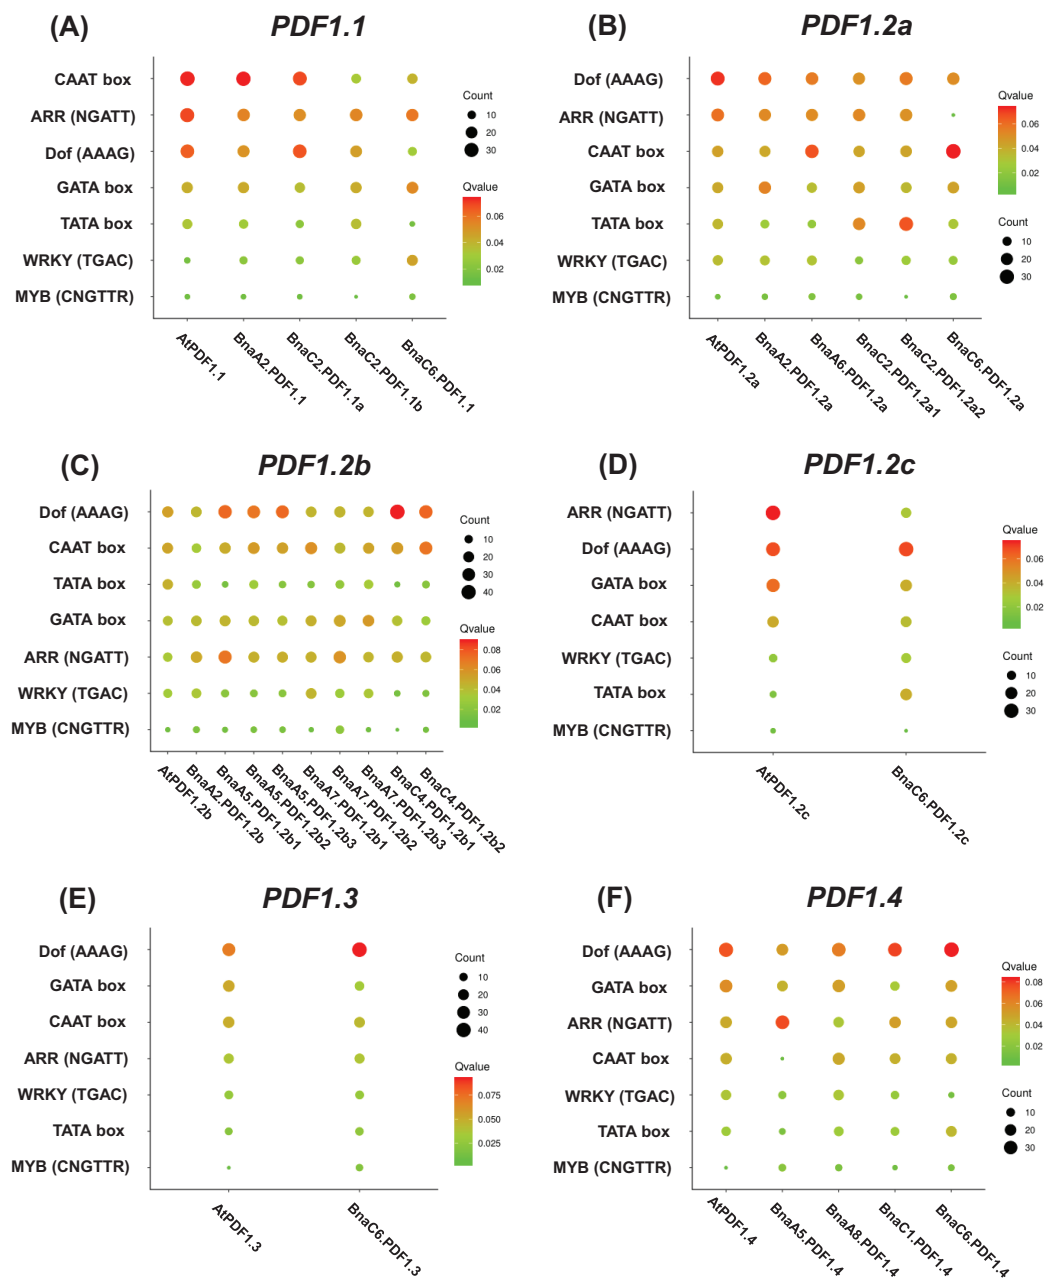 (A)
PDF1.1
CAAT box
ARR (NGATT)
Dof (AAAG)
GATA box
TATA box
WRKY (TGAC)
MYB (CNGTTR)
AtPDF1.1
BnaA2.PDF1.1
BnaC2.PDF1.1a
BnaC2.PDF1.1b
BnaC6.PDF1.1
Count
10
20
30
Qvalue
0.06
0.04
0.02
(B)
PDF1.2a
Dof (AAAG)
ARR (NGATT)
CAAT box
GATA box
TATA box
WRKY (TGAC)
MYB (CNGTTR)
AtPDF1.2a
BnaA2.PDF1.2a
BnaA6.PDF1.2a
BnaC2.PDF1.2a1
BnaC2.PDF1.2a2
BnaC6.PDF1.2a
Qvalue
0.06
0.04
0.02
Count
10
20
30
(C)
PDF1.2b
Dof (AAAG)
CAAT box
TATA box
GATA box
ARR (NGATT)
WRKY (TGAC)
MYB (CNGTTR)
AtPDF1.2b
BnaA2.PDF1.2b
BnaA5.PDF1.2b1
BnaA5.PDF1.2b2
BnaA5.PDF1.2b3
BnaA7.PDF1.2b1
BnaA7.PDF1.2b2
BnaA7.PDF1.2b3
BnaC4.PDF1.2b1
BnaC4.PDF1.2b2
Count
10
20
30
40
Qvalue
0.08
0.06
0.04
0.02
(D)
PDF1.2c
ARR (NGATT)
Dof (AAAG)
GATA box
CAAT box
WRKY (TGAC)
TATA box
MYB (CNGTTR)
AtPDF1.2c
BnaC6.PDF1.2c
Qvalue
0.06
0.04
0.02
Count
10
20
30
(E)
PDF1.3
Dof (AAAG)
GATA box
CAAT box
ARR (NGATT)
WRKY (TGAC)
TATA box
MYB (CNGTTR)
AtPDF1.3
BnaC6.PDF1.3
Count
10
20
30
40
Qvalue
0.075
0.050
0.025
(F)
PDF1.4
Dof (AAAG)
GATA box
ARR (NGATT)
CAAT box
WRKY (TGAC)
TATA box
MYB (CNGTTR)
AtPDF1.4
BnaA5.PDF1.4
BnaA8.PDF1.4
BnaC1.PDF1.4
BnaC6.PDF1.4
Qvalue
0.08
0.06
0.04
0.02
Count
10
20
30